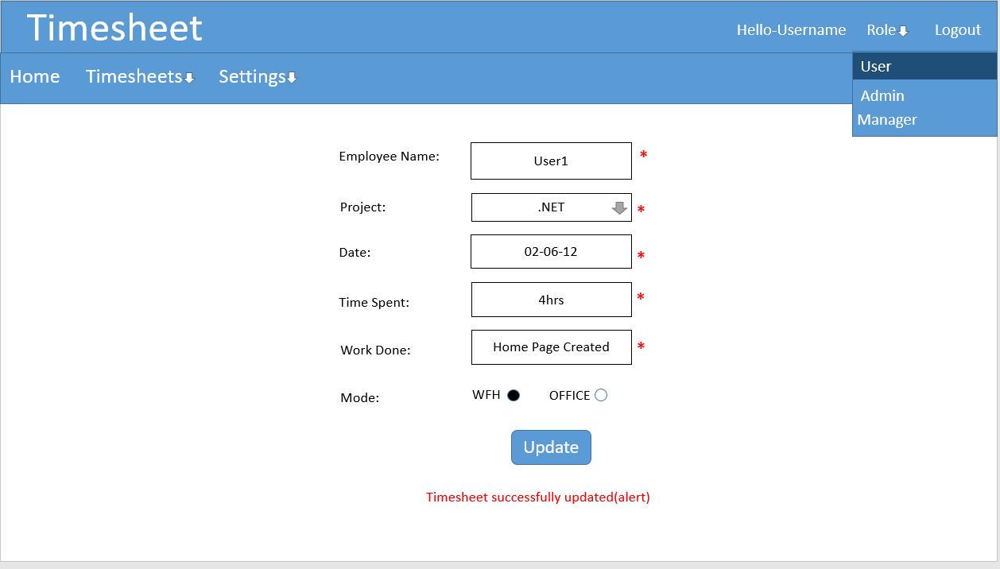 Timesheet
Hello-Username Role Logout
Home Timesheets Settings
User
Admin
Manager
Employee Name: User1 *
Project: .NET *
Date: 02-06-12 *
Time Spent: 4hrs *
Work Done: Home Page Created *
Mode: WFH OFFICE
Update
Timesheet successfully updated(alert)